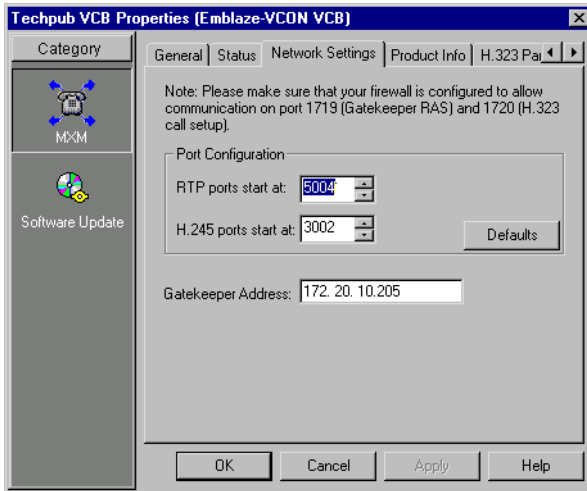 Techpub VCB Properties (Emblaze-VCON VCB)
Category
MXM
Software Update
General
Status
Network Settings
Product Info
H.323 Par
Note: Please make sure that your firewall is configured to allow
communication on port 1719 (Gatekeeper RAS) and 1720 (H.323
call setup).
Port Configuration
RTP ports start at: 5004
H.245 ports start at: 3002
Defaults
Gatekeeper Address: 172. 20. 10.205
OK
Cancel
Apply
Help